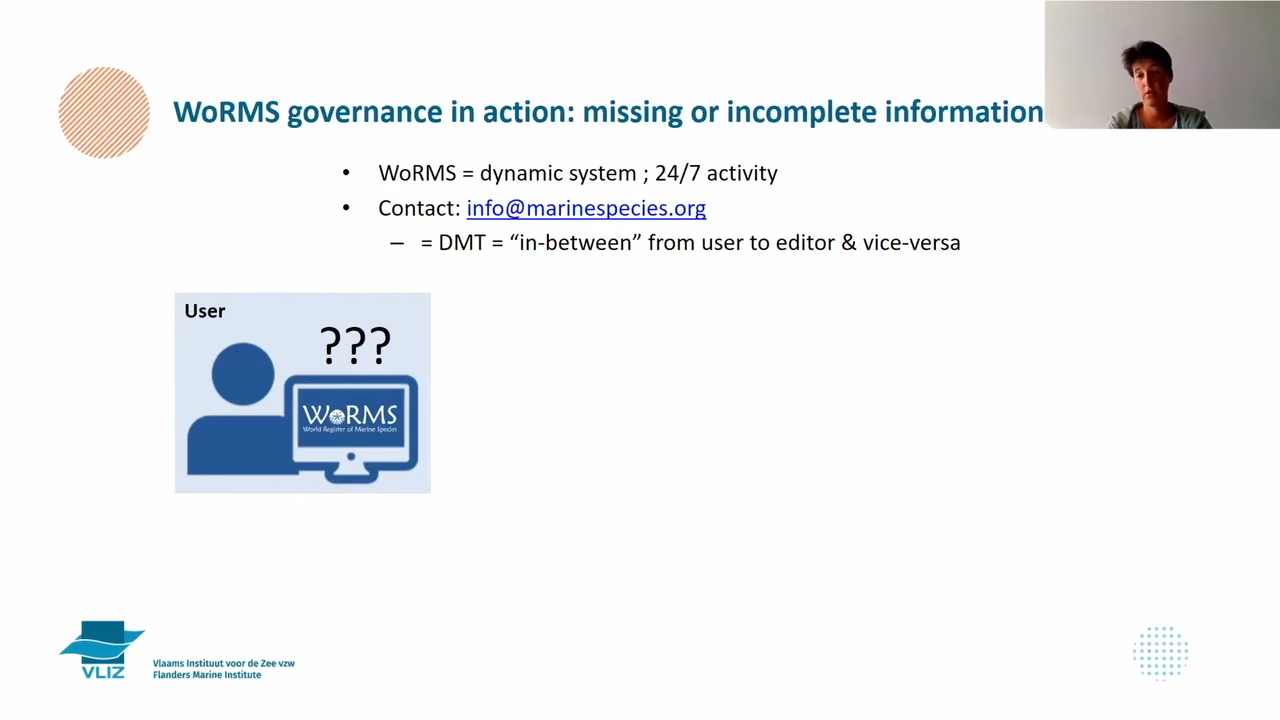 WoRMS governance in action: missing or incomplete information
• WoRMS = dynamic system ; 24/7 activity
• Contact: info@marinespecies.org
– = DMT = “in-between” from user to editor & vice-versa
User
???
WoRMS
World Register of Marine Species
VLIZ
Vlaams Instituut voor de Zee vzw
Flanders Marine Institute